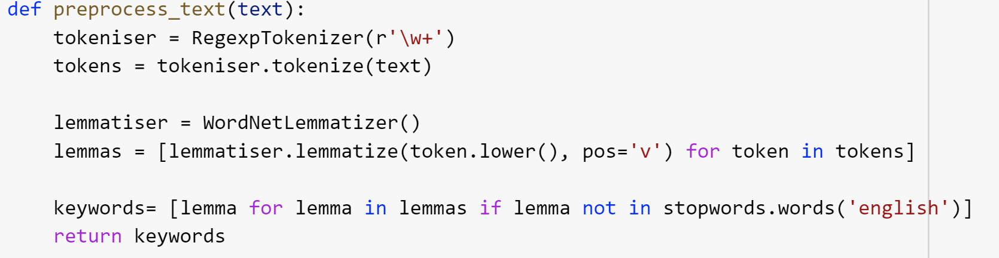 def preprocess_text(text):
    tokeniser = RegexpTokenizer(r'\w+')
    tokens = tokeniser.tokenize(text)

    lemmatiser = WordNetLemmatizer()
    lemmas = [lemmatiser.lemmatize(token.lower(), pos='v') for token in tokens]

    keywords= [lemma for lemma in lemmas if lemma not in stopwords.words('english')]
    return keywords